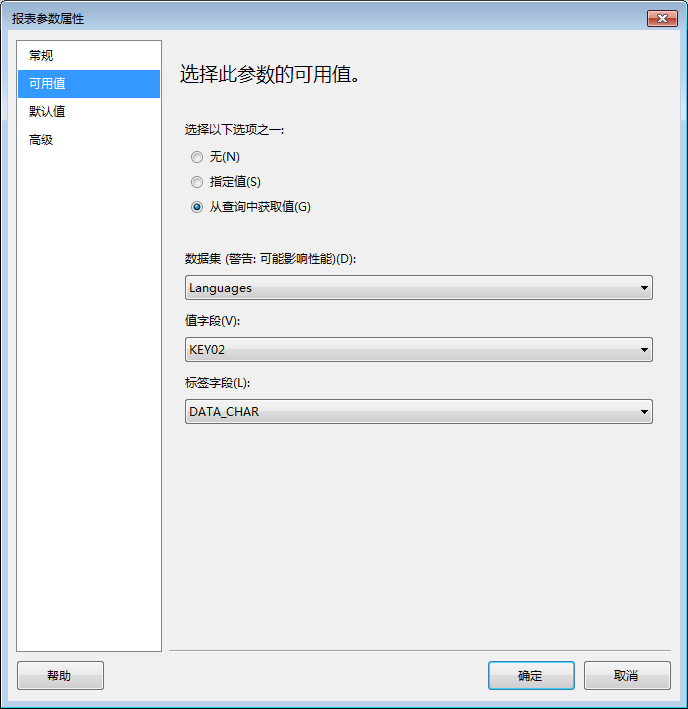 报表参数属性
常规
可用值
默认值
高级
选择此参数的可用值。
选择以下选项之一:
无(N)
指定值(S)
从查询中获取值(G)
数据集 (警告: 可能影响性能)(D):
Languages
值字段(V):
KEY02
标签字段(L):
DATA_CHAR
帮助
确定
取消